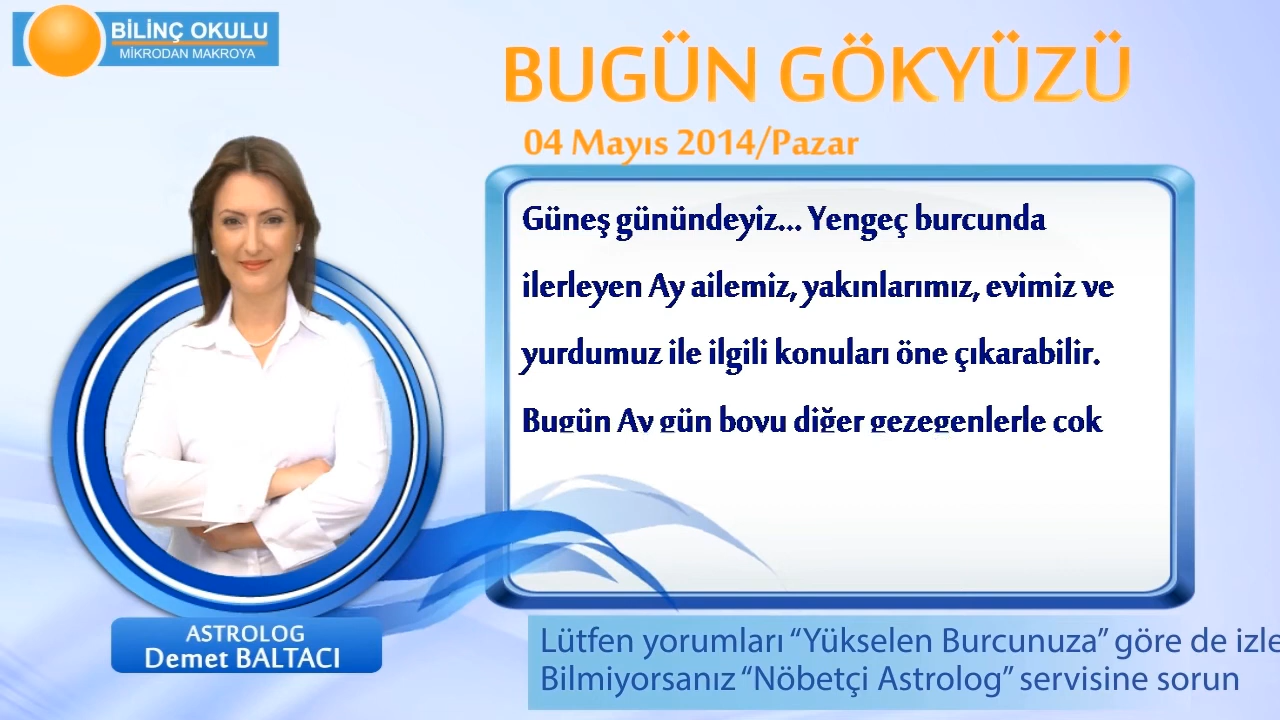 BİLİNÇ OKULU
MİKRODAN MAKROYA
BUGÜN GÖKYÜZÜ
04 Mayıs 2014/Pazar
Güneş günündeyiz... Yengeç burcunda
ilerleyen Ay ailemiz, yakınlarımız, evimiz ve
yurdumuz ile ilgili konuları öne çıkarabilir.
Bugün Ay gün boyu diğer gezegenlerle çok
ASTROLOG
Demet BALTACI
Lütfen yorumları “Yükselen Burcunuza” göre de izle
Bilmiyorsanız “Nöbetçi Astrolog” servisine sorun